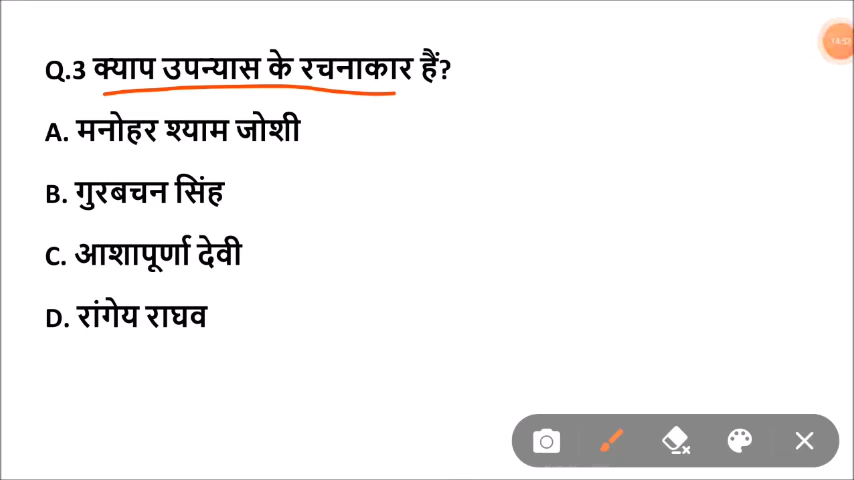 Q.3 क्याप उपन्यास के रचनाकार हैं?
A. मनोहर श्याम जोशी
B. गुरबचन सिंह
C. आशापूर्णा देवी
D. रांगेय राघव